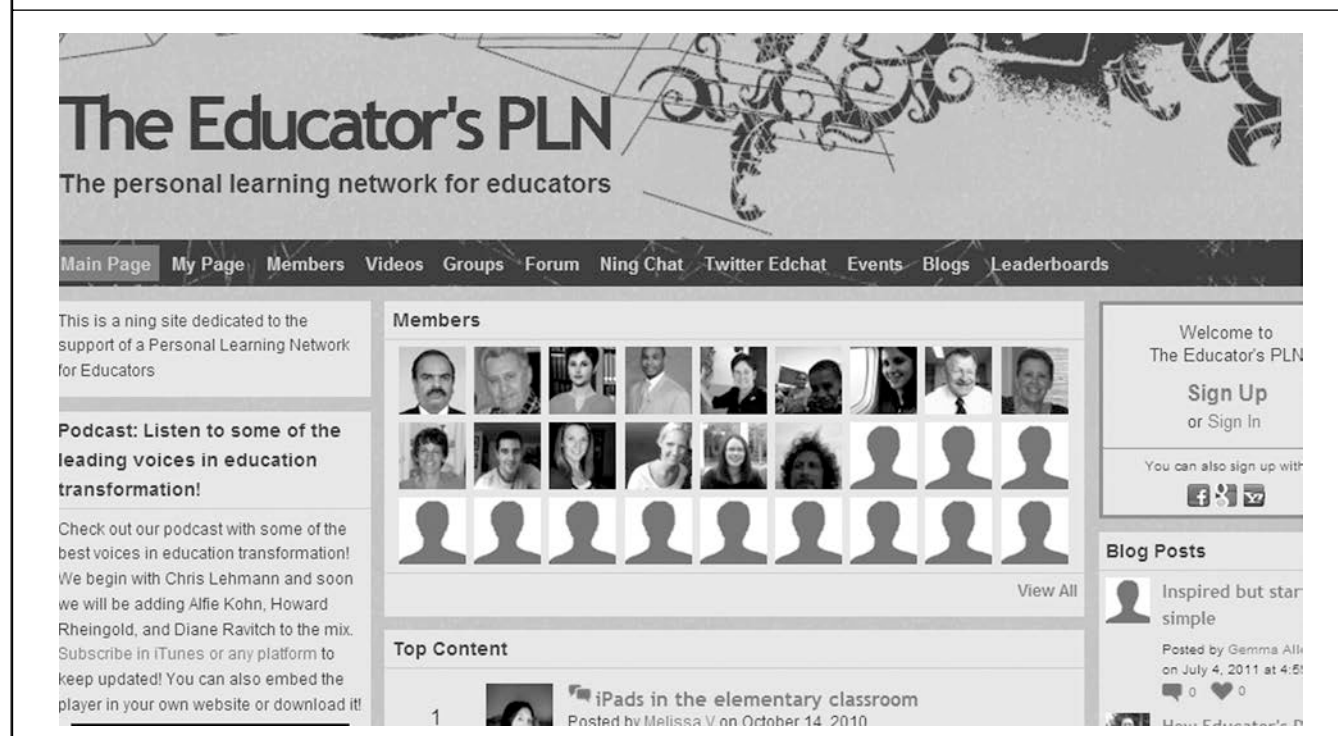 The Educator's PLN
The personal learning network for educators
Main Page My Page Members Videos Groups Forum Ning Chat Twitter Edchat Events Blogs Leaderboards
This is a ning site dedicated to the
support of a Personal Learning Network
for Educators
Podcast: Listen to some of the
leading voices in education
transformation!
Check out our podcast with some of the
best voices in education transformation!
We begin with Chris Lehmann and soon
we will be adding Alfie Kohn, Howard
Rheingold, and Diane Ravitch to the mix.
Subscribe in iTunes or any platform to
keep updated! You can also embed the
player in your own website or download it!
Members
View All
Top Content
1
iPads in the elementary classroom
Posted by Melissa V on October 14, 2010
Welcome to
The Educator's PLN
Sign Up
or Sign In
You can also sign up with
Blog Posts
Inspired but star
simple
Posted by Gemma Alle
on July 4, 2011 at 4:5
0 0
How Educator's